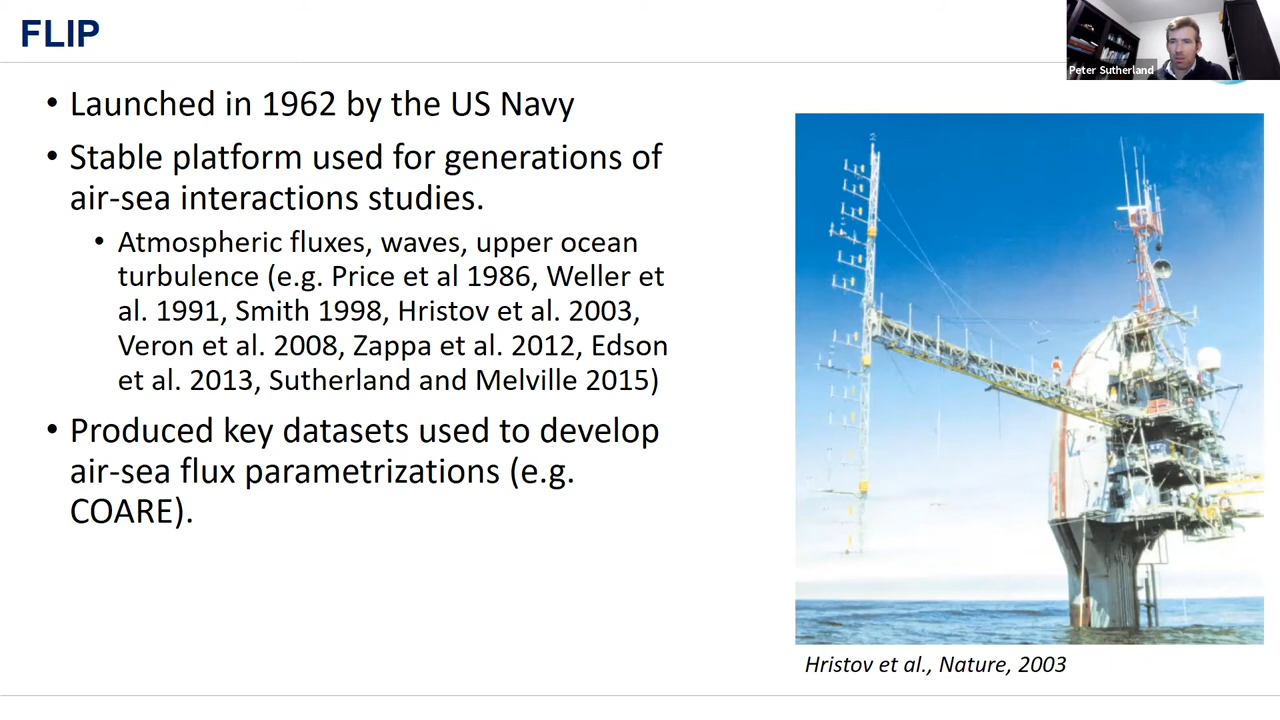 FLIP
Peter Sutherland
• Launched in 1962 by the US Navy
• Stable platform used for generations of
air-sea interactions studies.
• Atmospheric fluxes, waves, upper ocean
turbulence (e.g. Price et al 1986, Weller et
al. 1991, Smith 1998, Hristov et al. 2003,
Veron et al. 2008, Zappa et al. 2012, Edson
et al. 2013, Sutherland and Melville 2015)
• Produced key datasets used to develop
air-sea flux parametrizations (e.g.
COARE).
Hristov et al., Nature, 2003